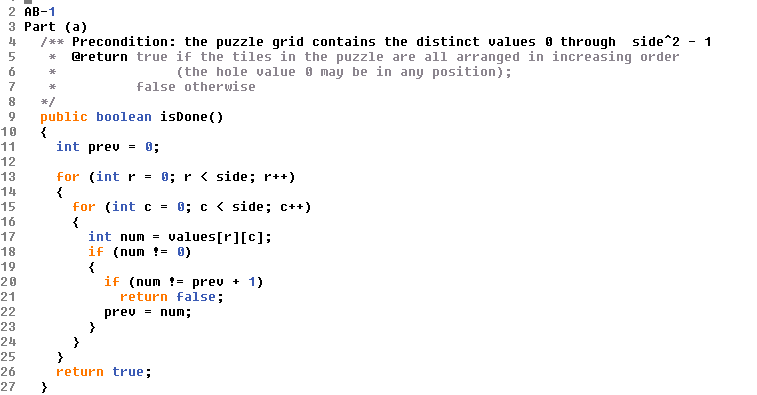 2 AB-1
3 Part (a)
4   /** Precondition: the puzzle grid contains the distinct values 0 through  side^2 - 1
5    *  @return true if the tiles in the puzzle are all arranged in increasing order
6    *               (the hole value 0 may be in any position);
7    *          false otherwise
8   */
9   public boolean isDone()
10   {
11     int prev = 0;
12
13     for (int r = 0; r < side; r++)
14     {
15       for (int c = 0; c < side; c++)
16       {
17         int num = values[r][c];
18         if (num != 0)
19         {
20           if (num != prev + 1)
21             return false;
22           prev = num;
23         }
24       }
25     }
26     return true;
27   }